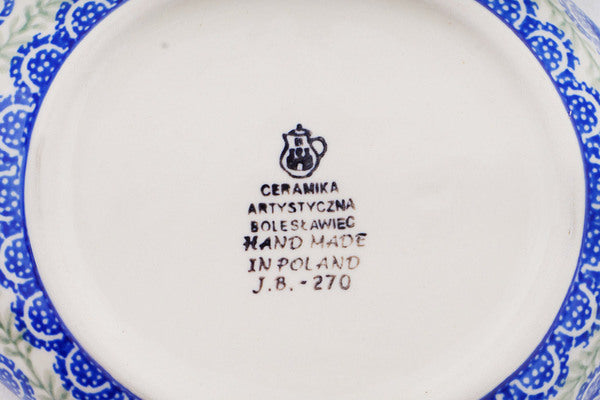 CERAMIKA
ARTYSTYCZNA
BOLESŁAWIEC
HAND MADE
IN POLAND
J.B.-270